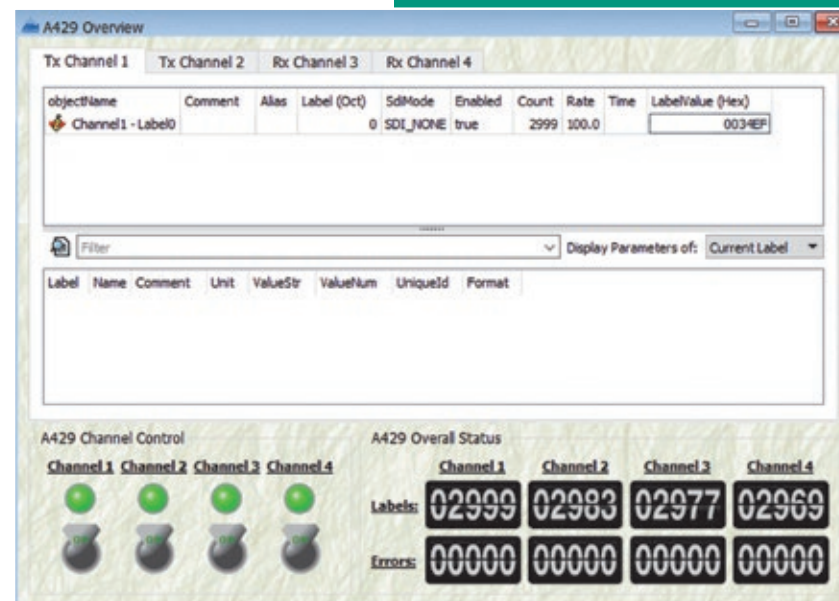 A429 Overview
Tx Channel 1 Tx Channel 2 Rx Channel 3 Rx Channel 4
objectName Comment Alias Label (Oct) SdiMode Enabled Count Rate Time LabelValue (Hex)
Channel1 - Label0 0 SDI_NONE true 2999 100.0 0034EF
Filter Display Parameters of: Current Label
Label Name Comment Unit ValueStr ValueNum UniqueId Format
A429 Channel Control A429 Overall Status
Channel 1 Channel 2 Channel 3 Channel 4 Channel 1 Channel 2 Channel 3 Channel 4
Labels: 02999 02983 02977 02969
ON ON ON ON
Errors: 00000 00000 00000 00000